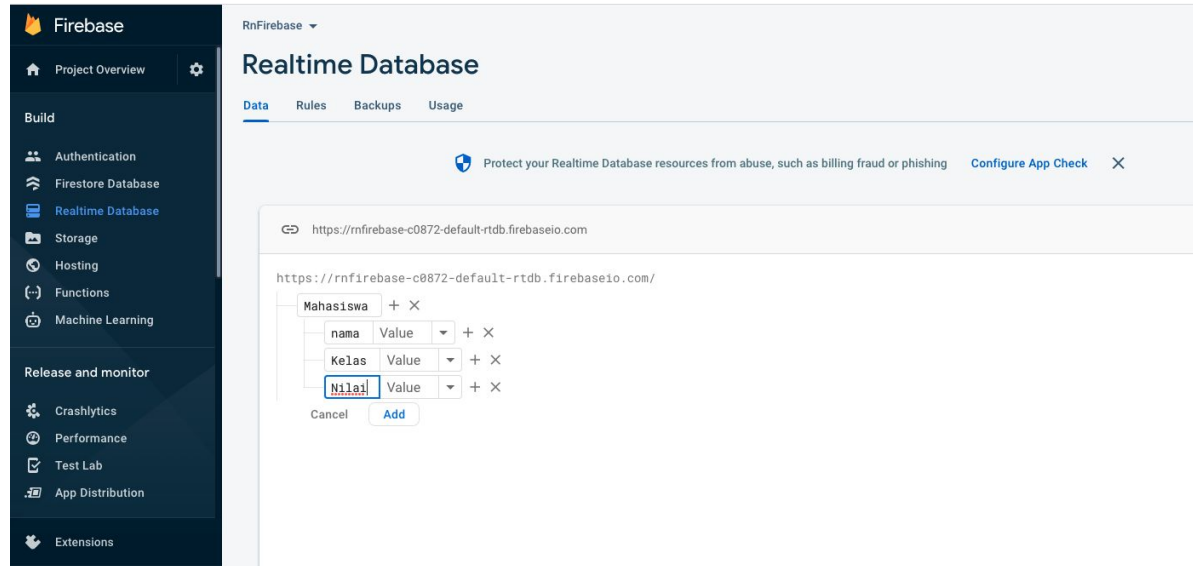 Firebase
Project Overview
Build
Authentication
Firestore Database
Realtime Database
Storage
Hosting
Functions
Machine Learning
Release and monitor
Crashlytics
Performance
Test Lab
App Distribution
Extensions
RnFirebase
Realtime Database
Data Rules Backups Usage
Protect your Realtime Database resources from abuse, such as billing fraud or phishing Configure App Check
https://rnfirebase-c0872-default-rtdb.firebaseio.com
https://rnfirebase-c0872-default-rtdb.firebaseio.com/
Mahasiswa
nama Value
Kelas Value
Nilai Value
Cancel Add